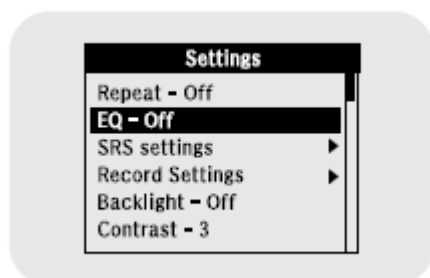 Settings
Repeat - Off
EQ - Off
SRS settings
Record Settings
Backlight - Off
Contrast - 3